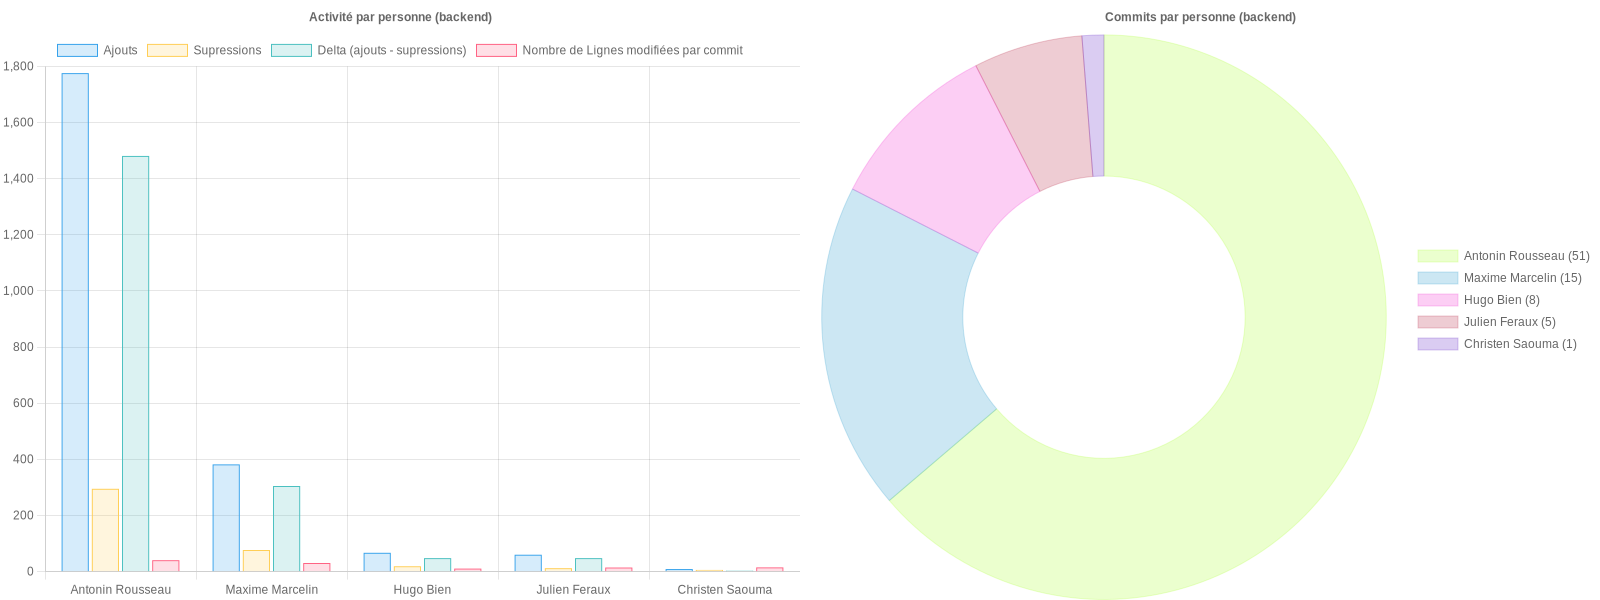 Activité par personne (backend)
Ajouts
Supressions
Delta (ajouts - supressions)
Nombre de Lignes modifiées par commit
1,800
1,600
1,400
1,200
1,000
800
600
400
200
0
Antonin Rousseau
Maxime Marcelin
Hugo Bien
Julien Feraux
Christen Saouma
Commits par personne (backend)
Antonin Rousseau (51)
Maxime Marcelin (15)
Hugo Bien (8)
Julien Feraux (5)
Christen Saouma (1)